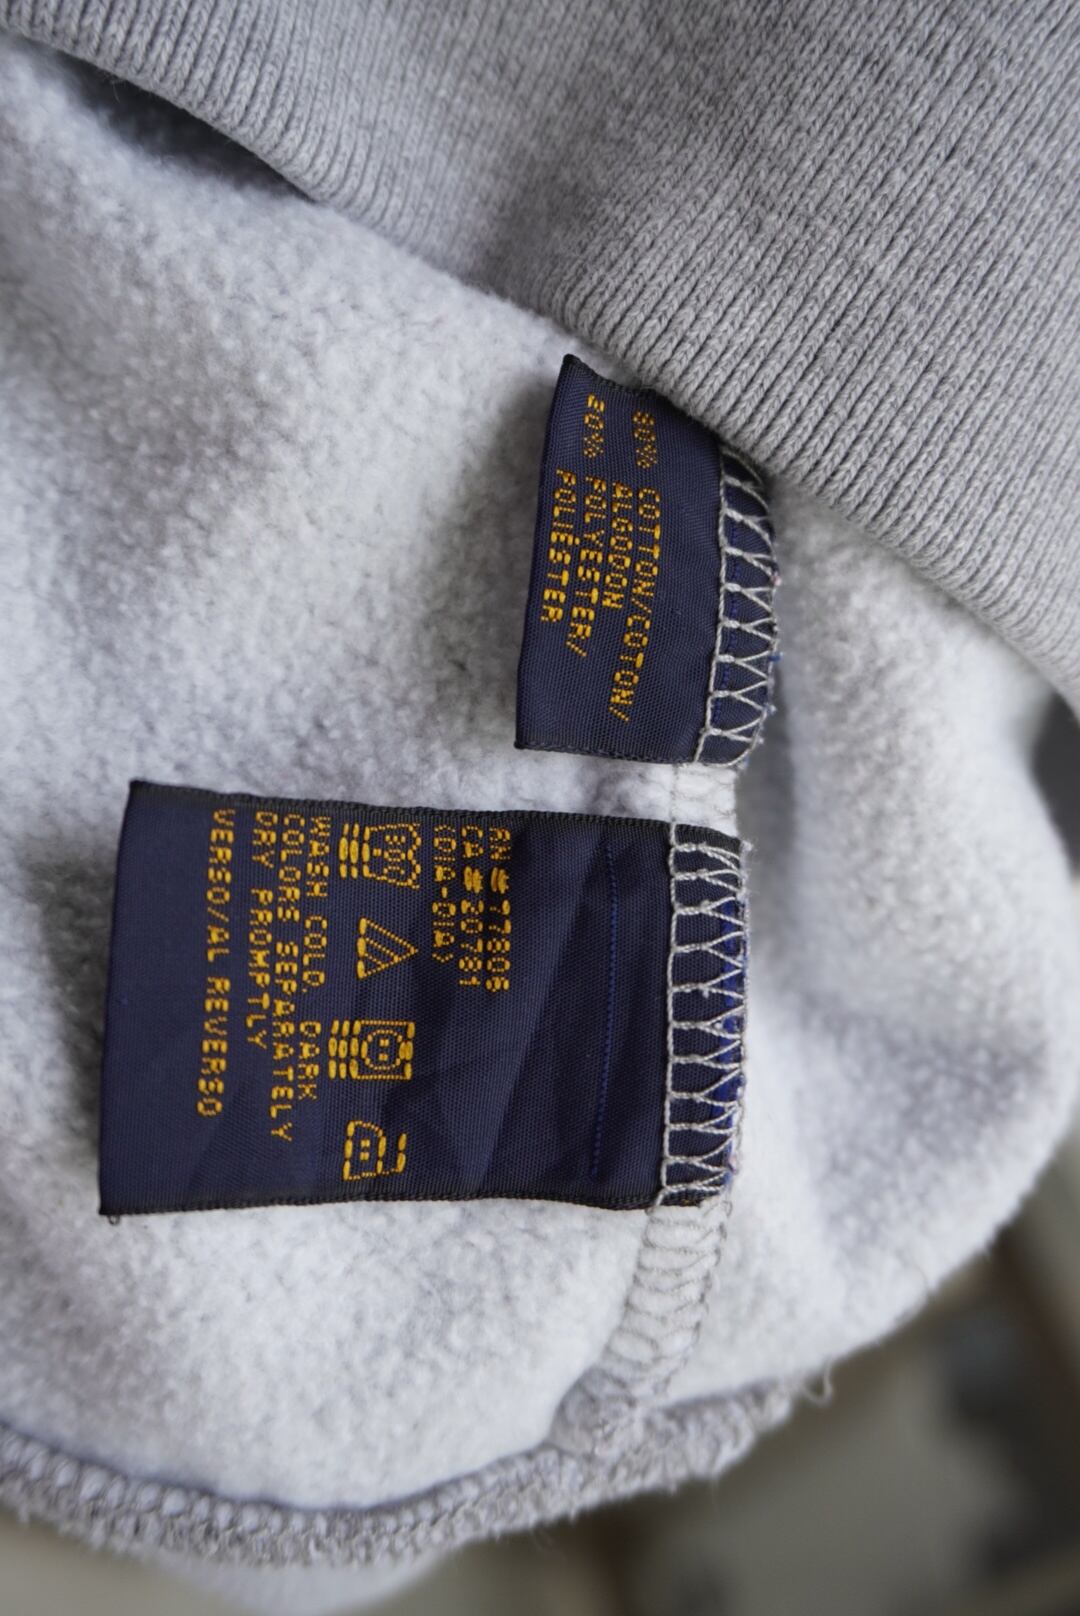 80% COTTON/COTON/
ALGODON
20% POLYESTER/
POLIÉSTER
RN# 77806
CA# 20781
WASH COLD, DARK
COLORS SEPARATELY
DRY PROMPTLY
VERSO/AL REVERSO